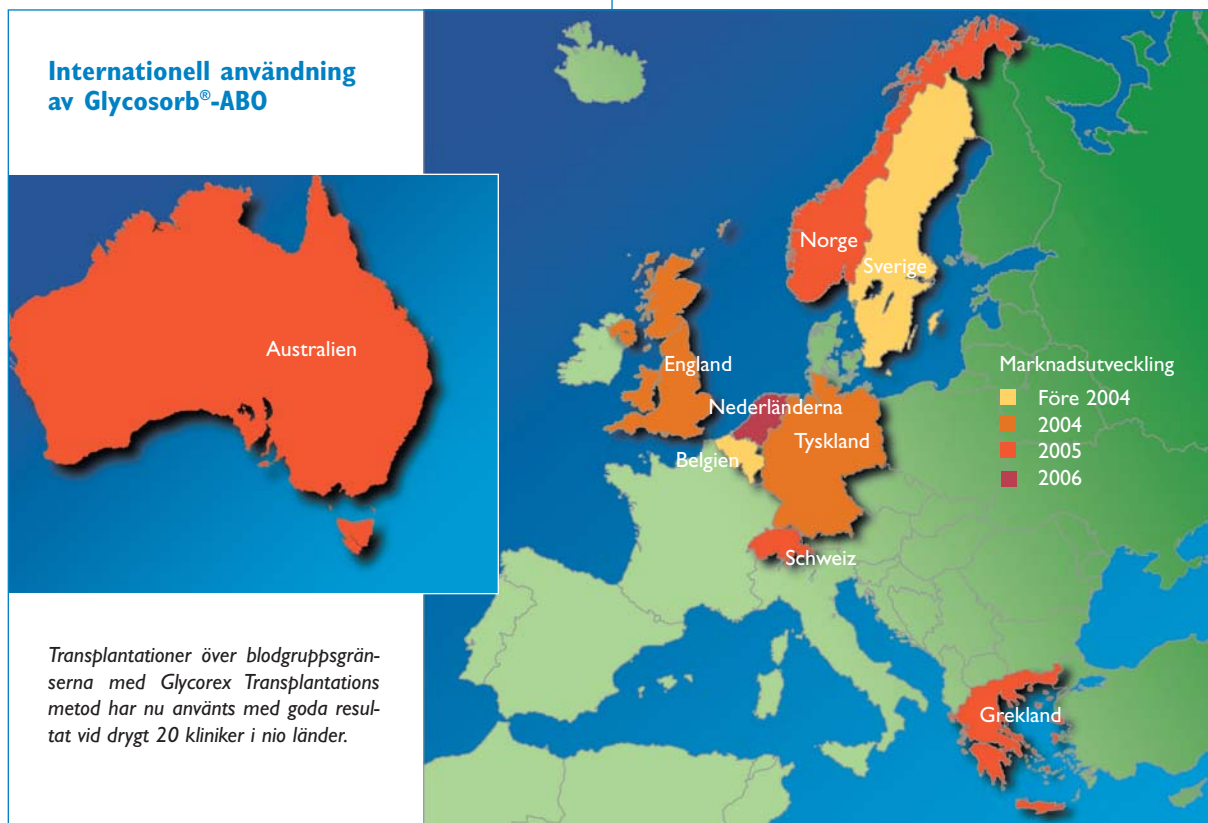 Internationell användning
av Glycosorb®-ABO
Australien
Transplantationer över blodgruppsgrän-
serna med Glycorex Transplantations
metod har nu använts med goda resul-
tat vid drygt 20 kliniker i nio länder.
Norge
Sverige
England
Nederländerna
Tyskland
Belgien
Schweiz
Grekland
Marknadsutveckling
Före 2004
2004
2005
2006